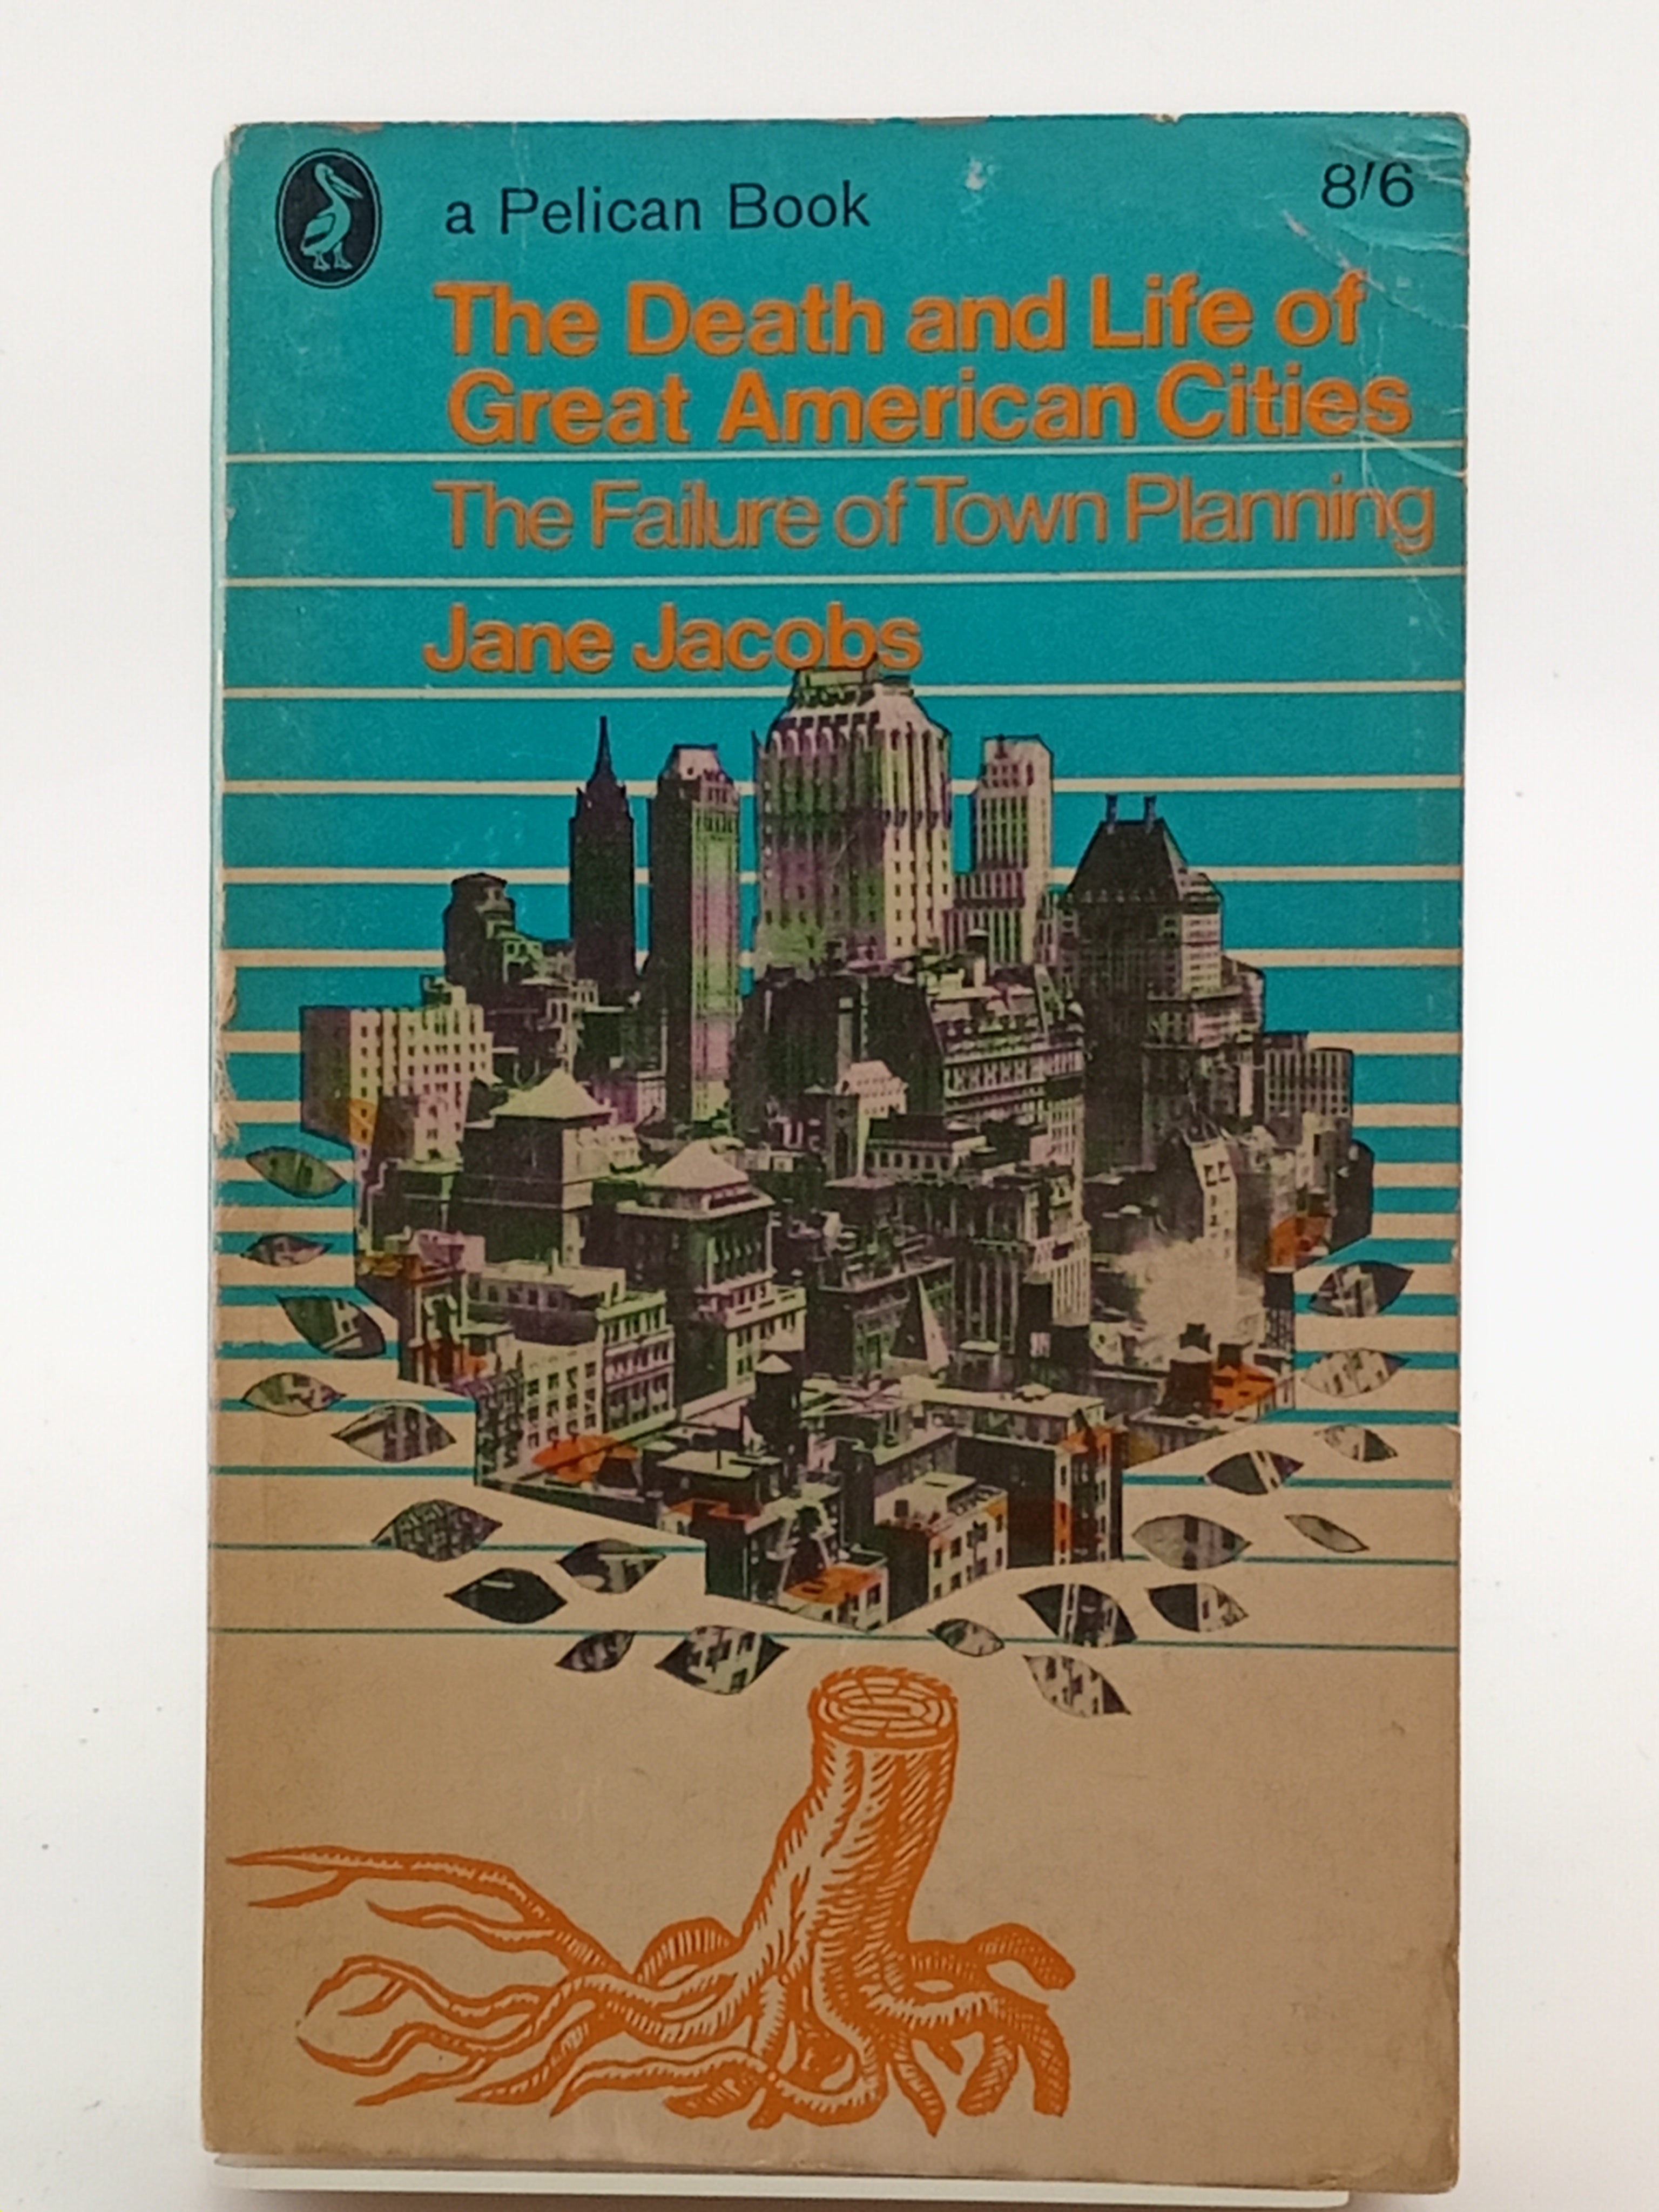 a Pelican Book
8/6
The Death and Life of
Great American Cities
The Failure of Town Planning
Jane Jacobs